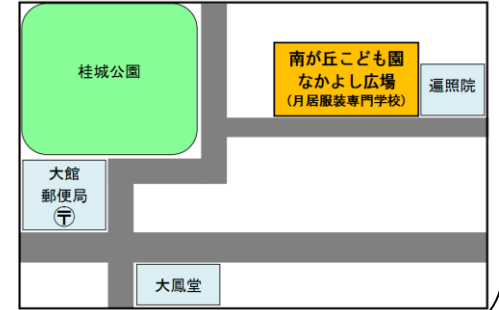 桂城公園
南が丘こども園
なかよし広場
（月居服装専門学校）
遍照院
大館
郵便局
〒
大鳳堂